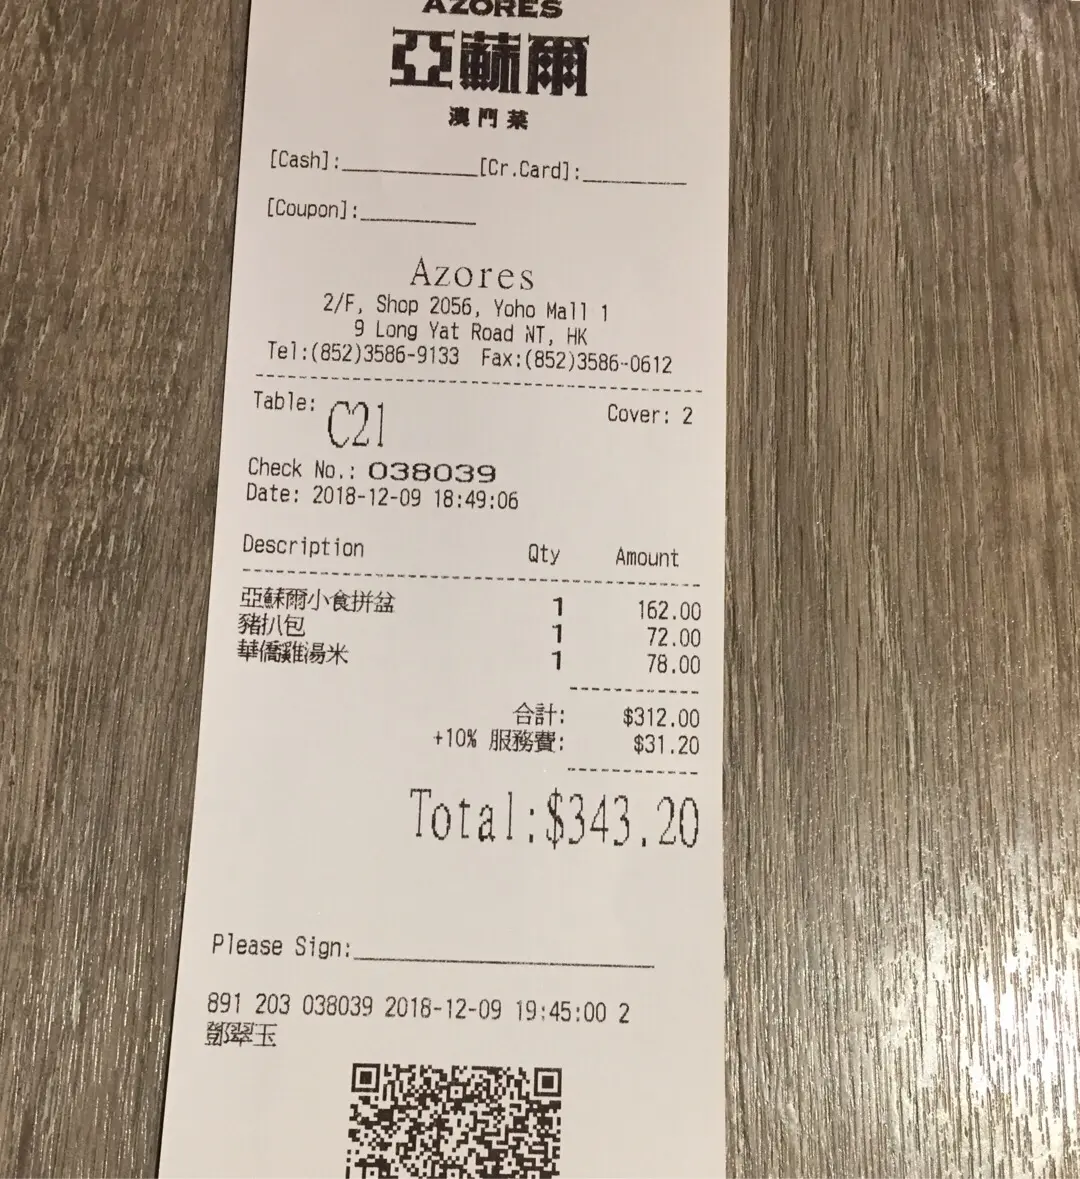 AZORES
亞蘇爾
澳門菜
[Cash]:__________[Cr.Card]:________
[Coupon]:_________
Azores
2/F, Shop 2056, Yoho Mall 1
9 Long Yat Road NT, HK
Tel:(852)3586-9133 Fax:(852)3586-0612
Table: C21 Cover: 2
Check No.: 038039
Date: 2018-12-09 18:49:06
Description Qty Amount
亞蘇爾小食拼盆 1 162.00
豬扒包 1 72.00
華僑雞湯米 1 78.00
合計: $312.00
+10% 服務費: $31.20
Total:$343.20
Please Sign:______________________
891 203 038039 2018-12-09 19:45:00 2
鄧翠玉